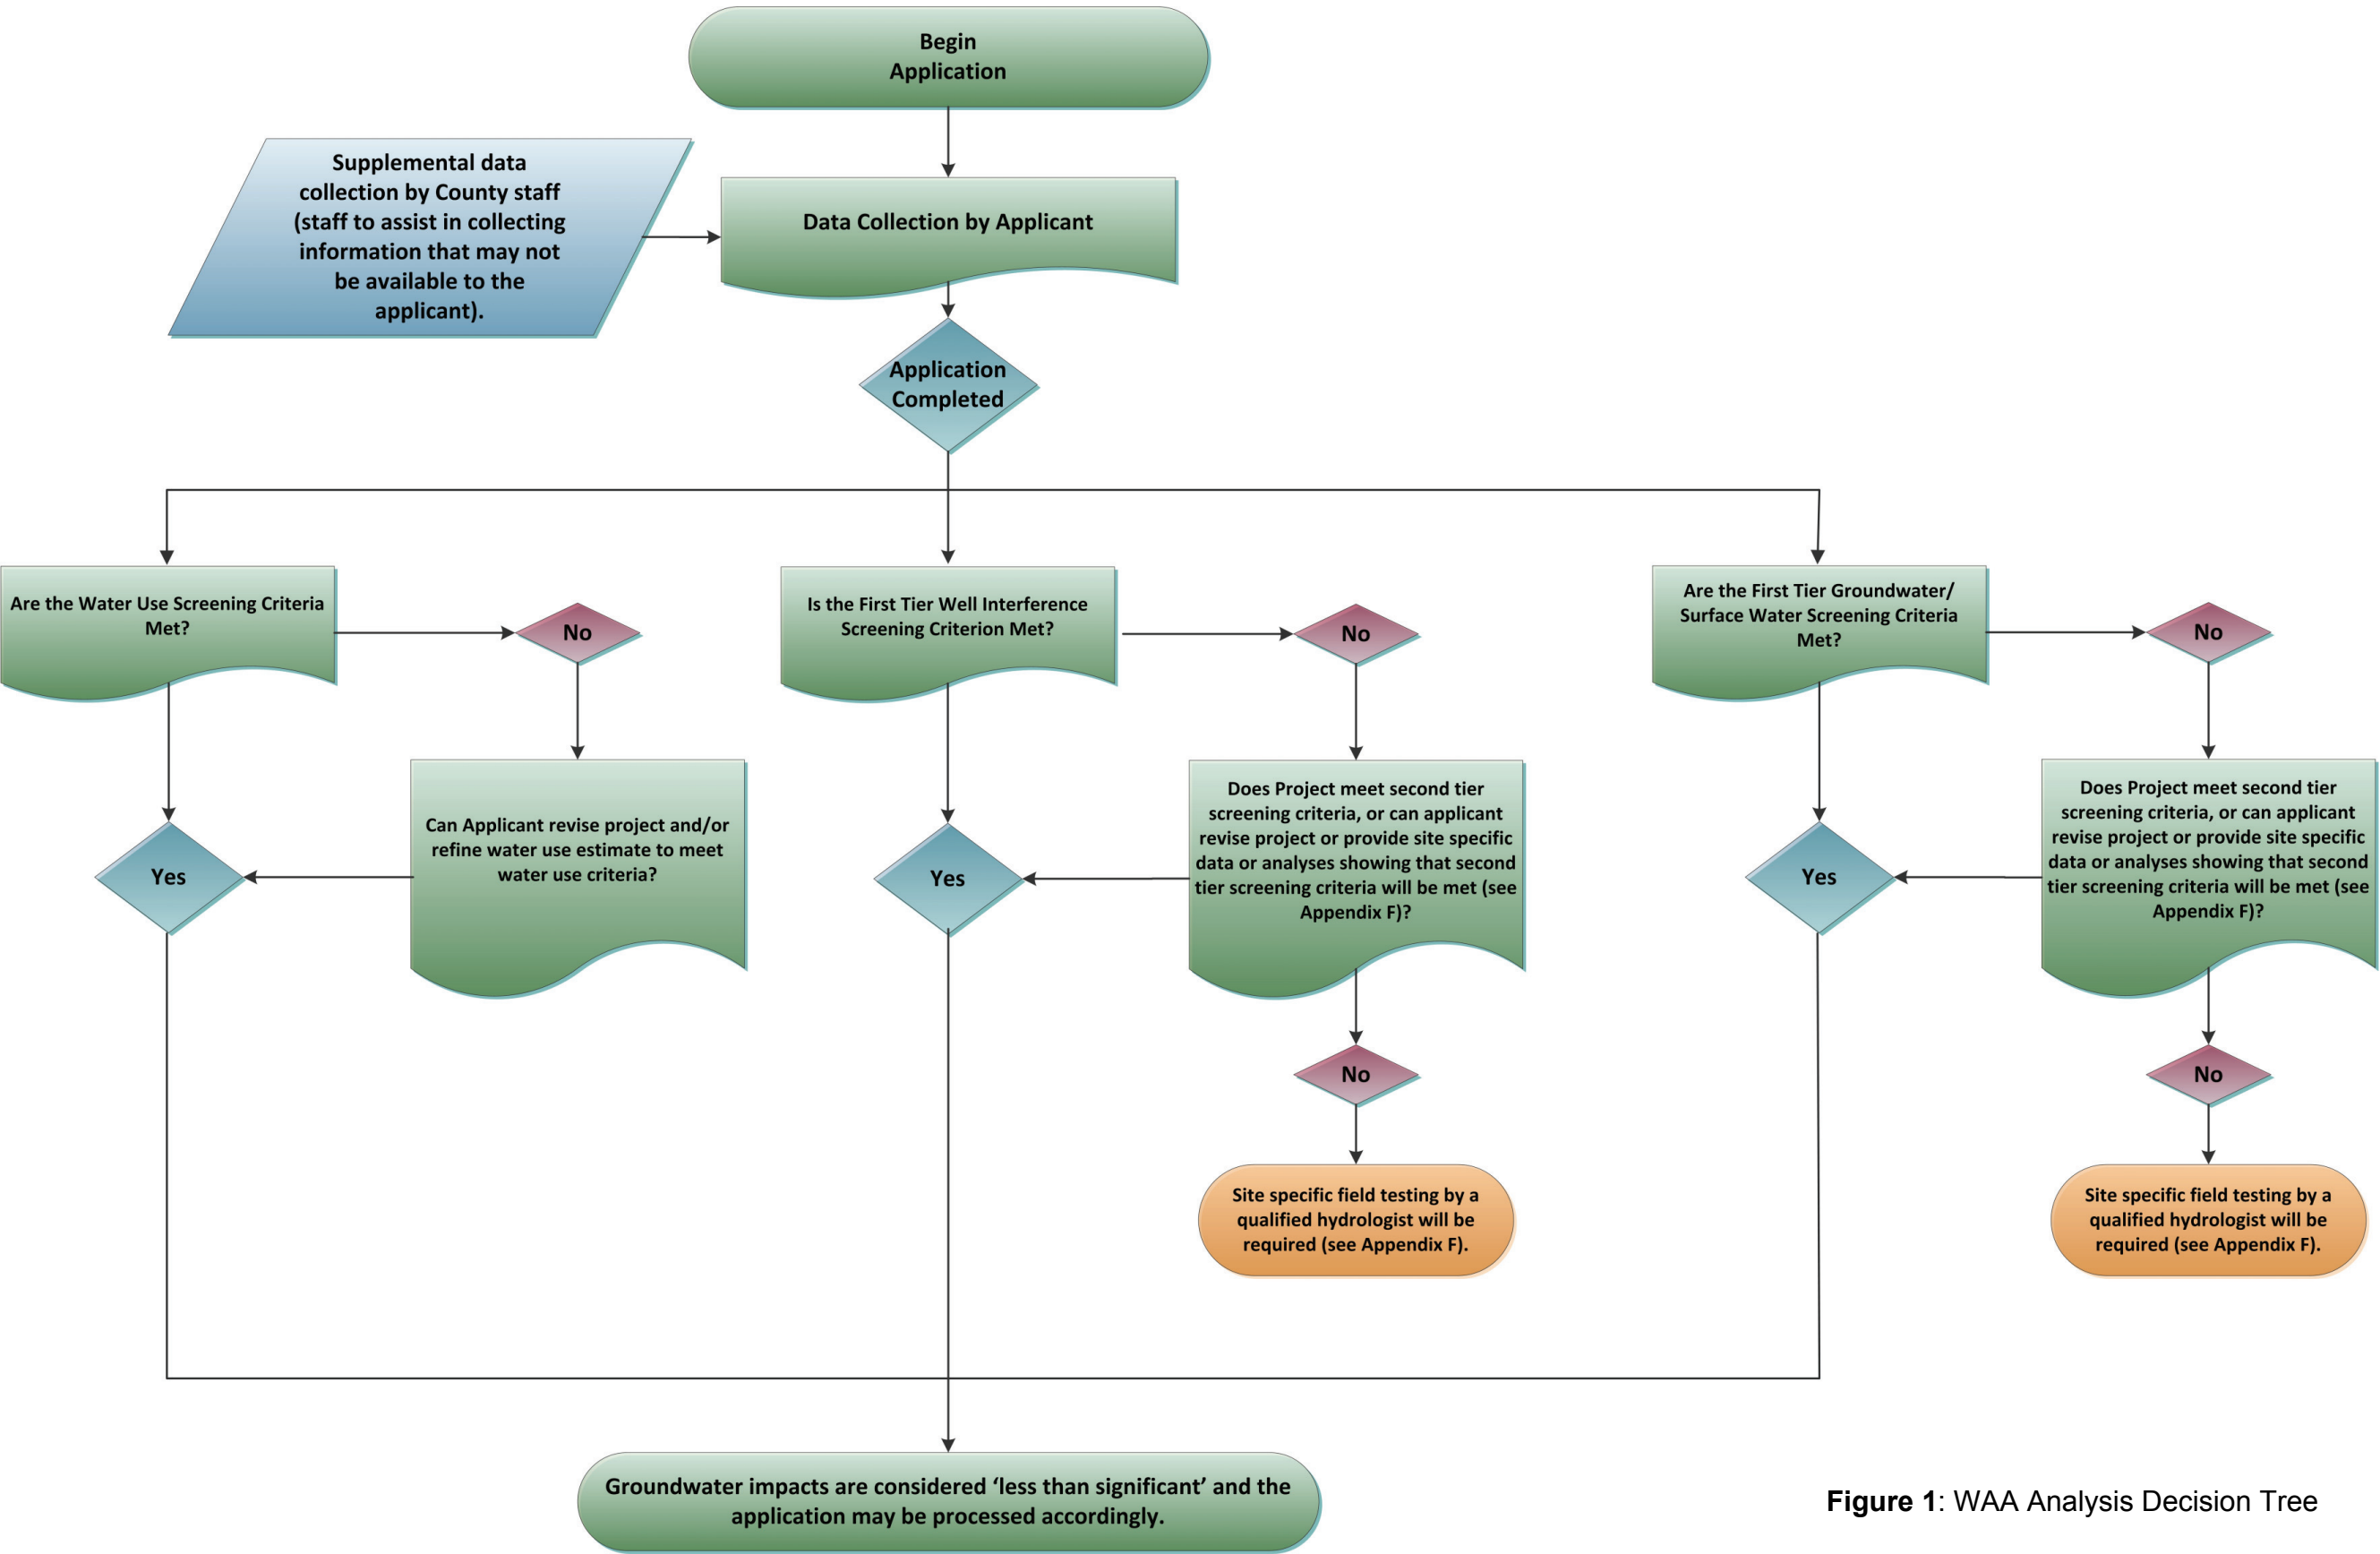 Begin
Application
Supplemental data
collection by County staff
(staff to assist in collecting
information that may not
be available to the
applicant).
Data Collection by Applicant
Application
Completed
Are the Water Use Screening Criteria
Met?
No
Is the First Tier Well Interference
Screening Criterion Met?
No
Are the First Tier Groundwater/
Surface Water Screening Criteria
Met?
No
Yes
Can Applicant revise project and/or
refine water use estimate to meet
water use criteria?
Yes
Does Project meet second tier
screening criteria, or can applicant
revise project or provide site specific
data or analyses showing that second
tier screening criteria will be met (see
Appendix F)?
Yes
Does Project meet second tier
screening criteria, or can applicant
revise project or provide site specific
data or analyses showing that second
tier screening criteria will be met (see
Appendix F)?
No
No
Site specific field testing by a
qualified hydrologist will be
required (see Appendix F).
Site specific field testing by a
qualified hydrologist will be
required (see Appendix F).
Groundwater impacts are considered ‘less than significant’ and the
application may be processed accordingly.
Figure 1: WAA Analysis Decision Tree